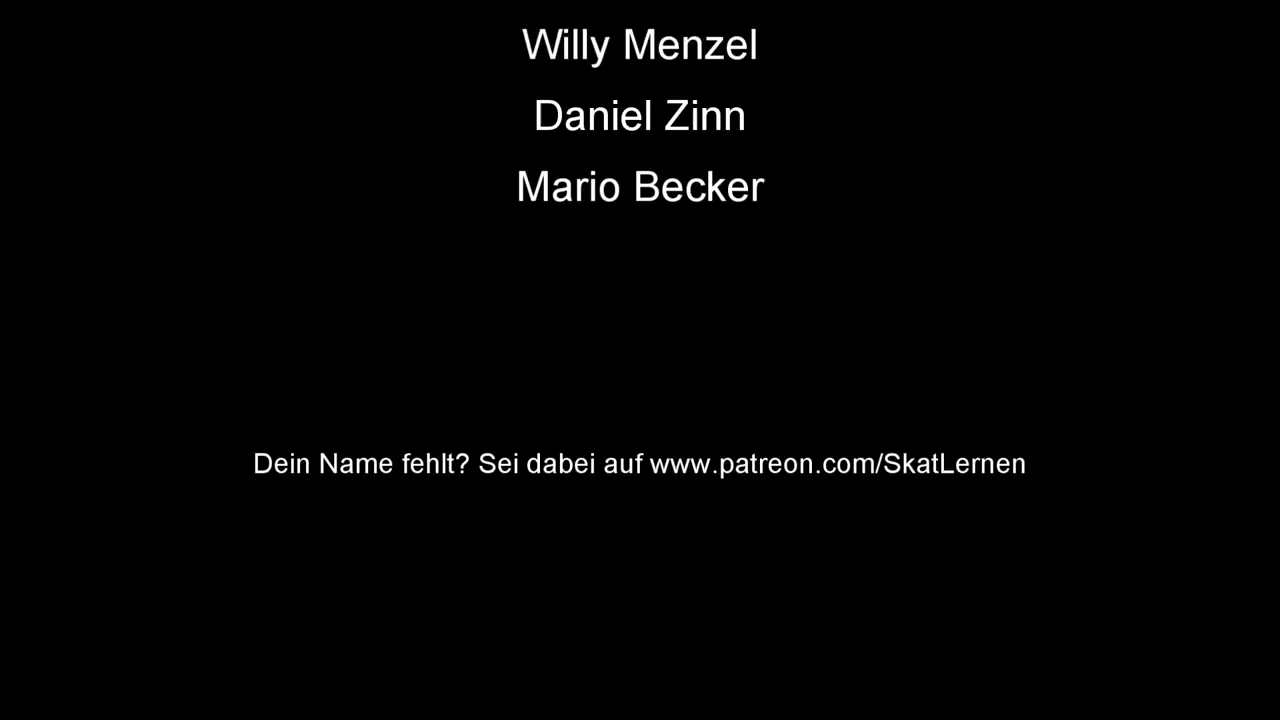 Willy Menzel
Daniel Zinn
Mario Becker
Dein Name fehlt? Sei dabei auf www.patreon.com/SkatLernen